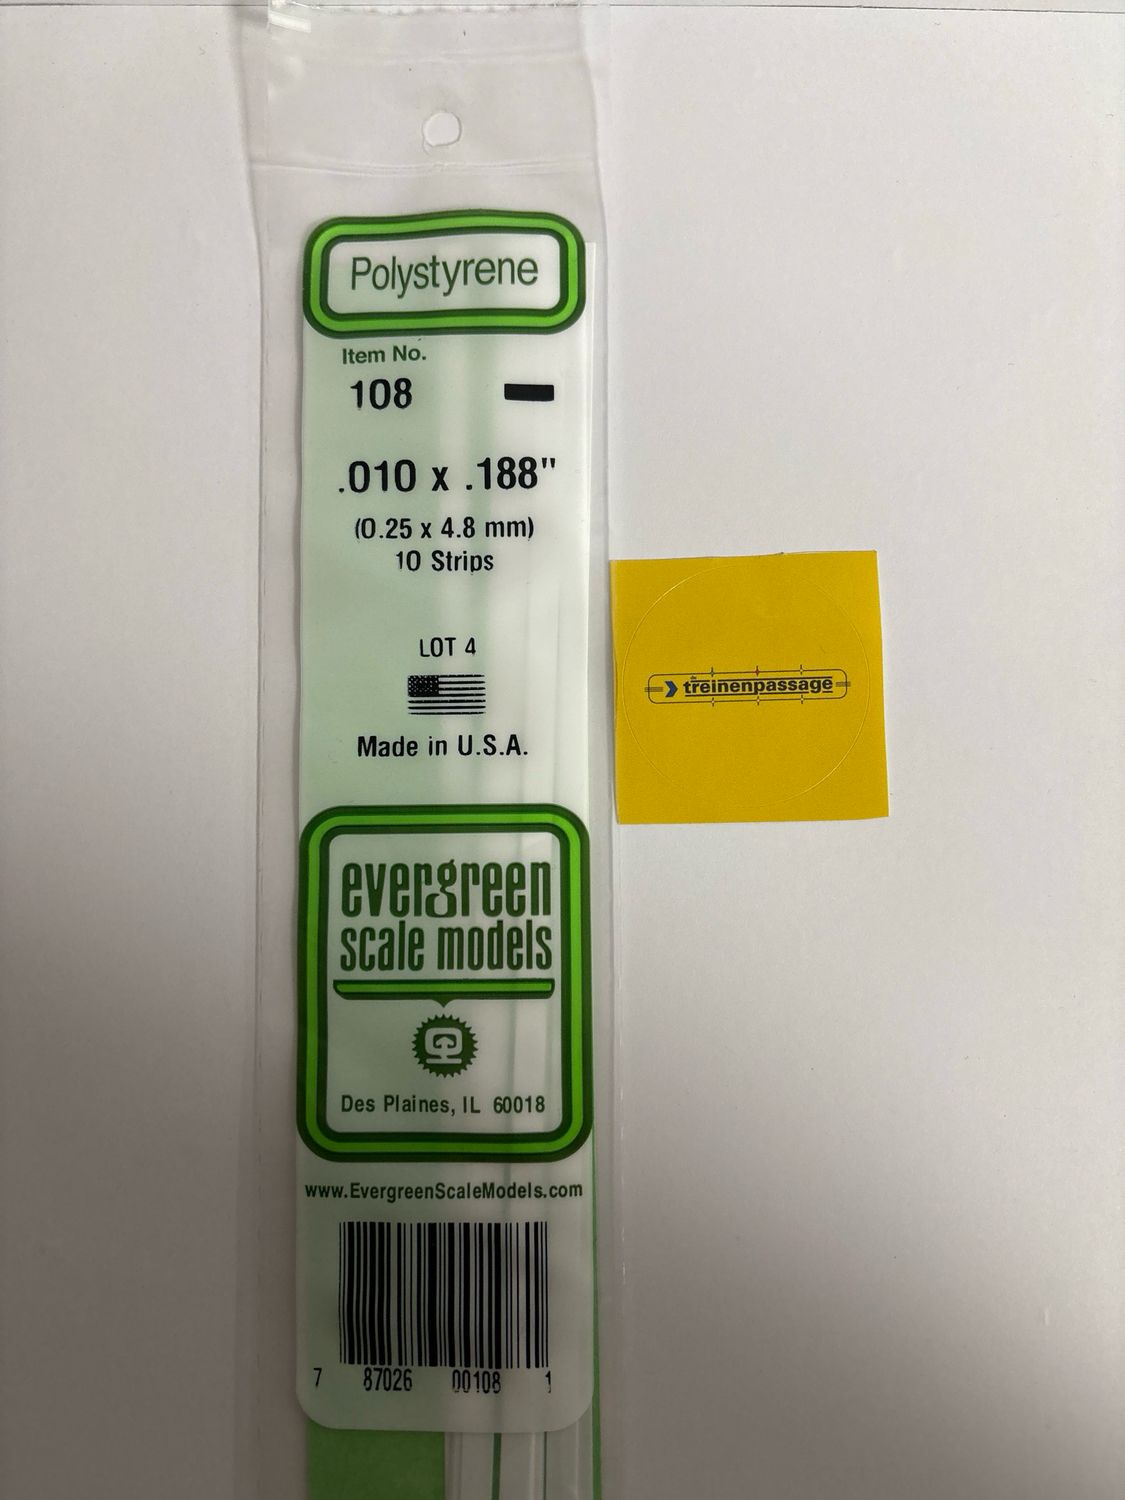 Polystyrene
Item No.
108
.010 x .188"
(0.25 x 4.8 mm)
10 Strips
LOT 4
Made in U.S.A.
de
treinenpassage
evergreen
scale models
Des Plaines, IL 60018
www.EvergreenScaleModels.com
7 87026 00108 1